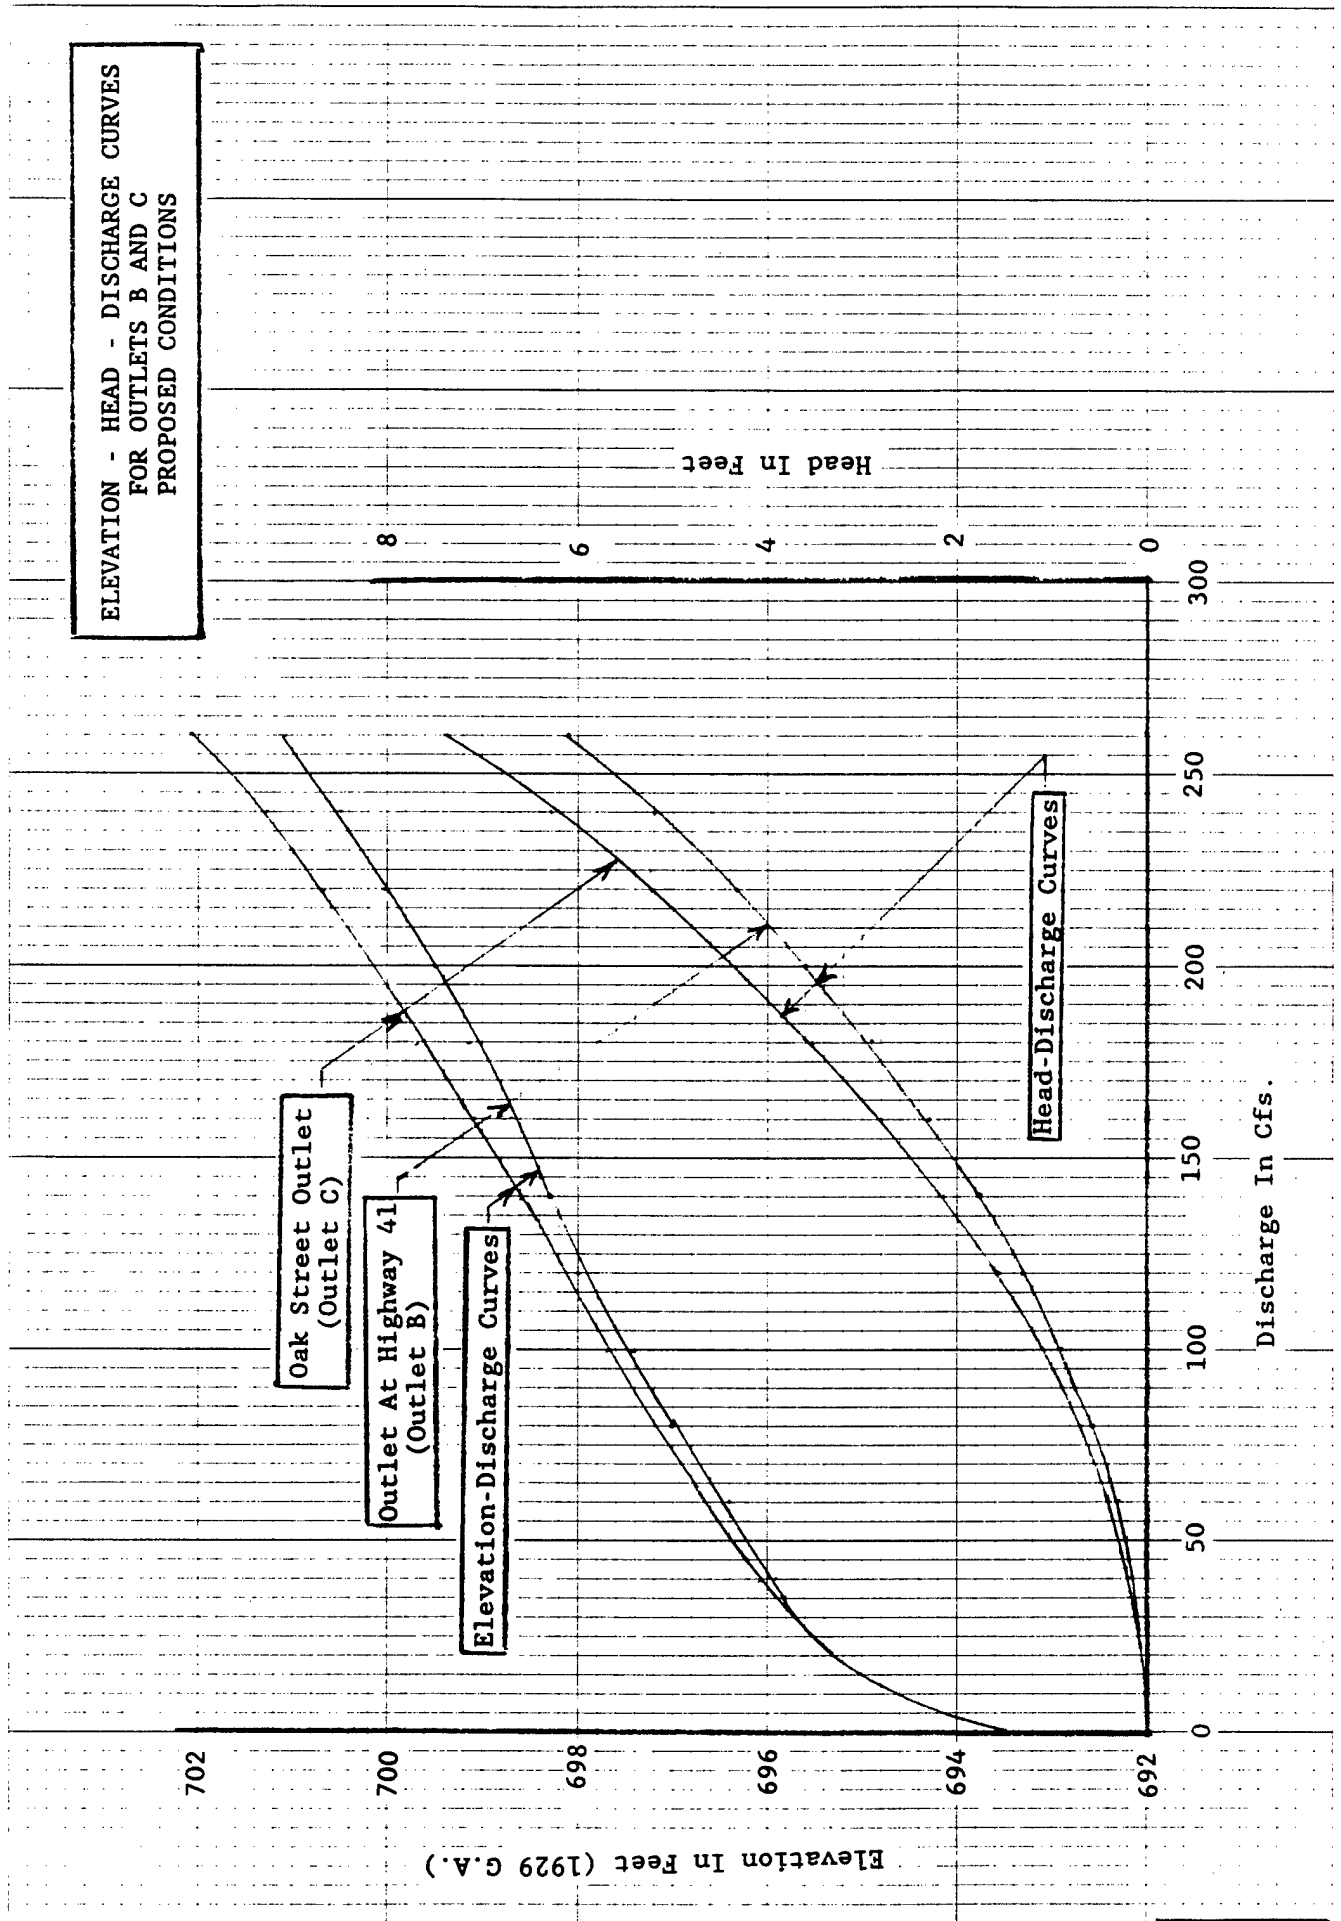 ELEVATION - HEAD - DISCHARGE CURVES
FOR OUTLETS B AND C
PROPOSED CONDITIONS
Oak Street Outlet
(Outlet C)
Outlet At Highway 41
(Outlet B)
Elevation-Discharge Curves
Head-Discharge Curves
Elevation In Feet (1929 G.A.)
702
700
698
696
694
692
Head In Feet
8
6
4
2
0
0
50
100
150
200
250
300
Discharge In Cfs.